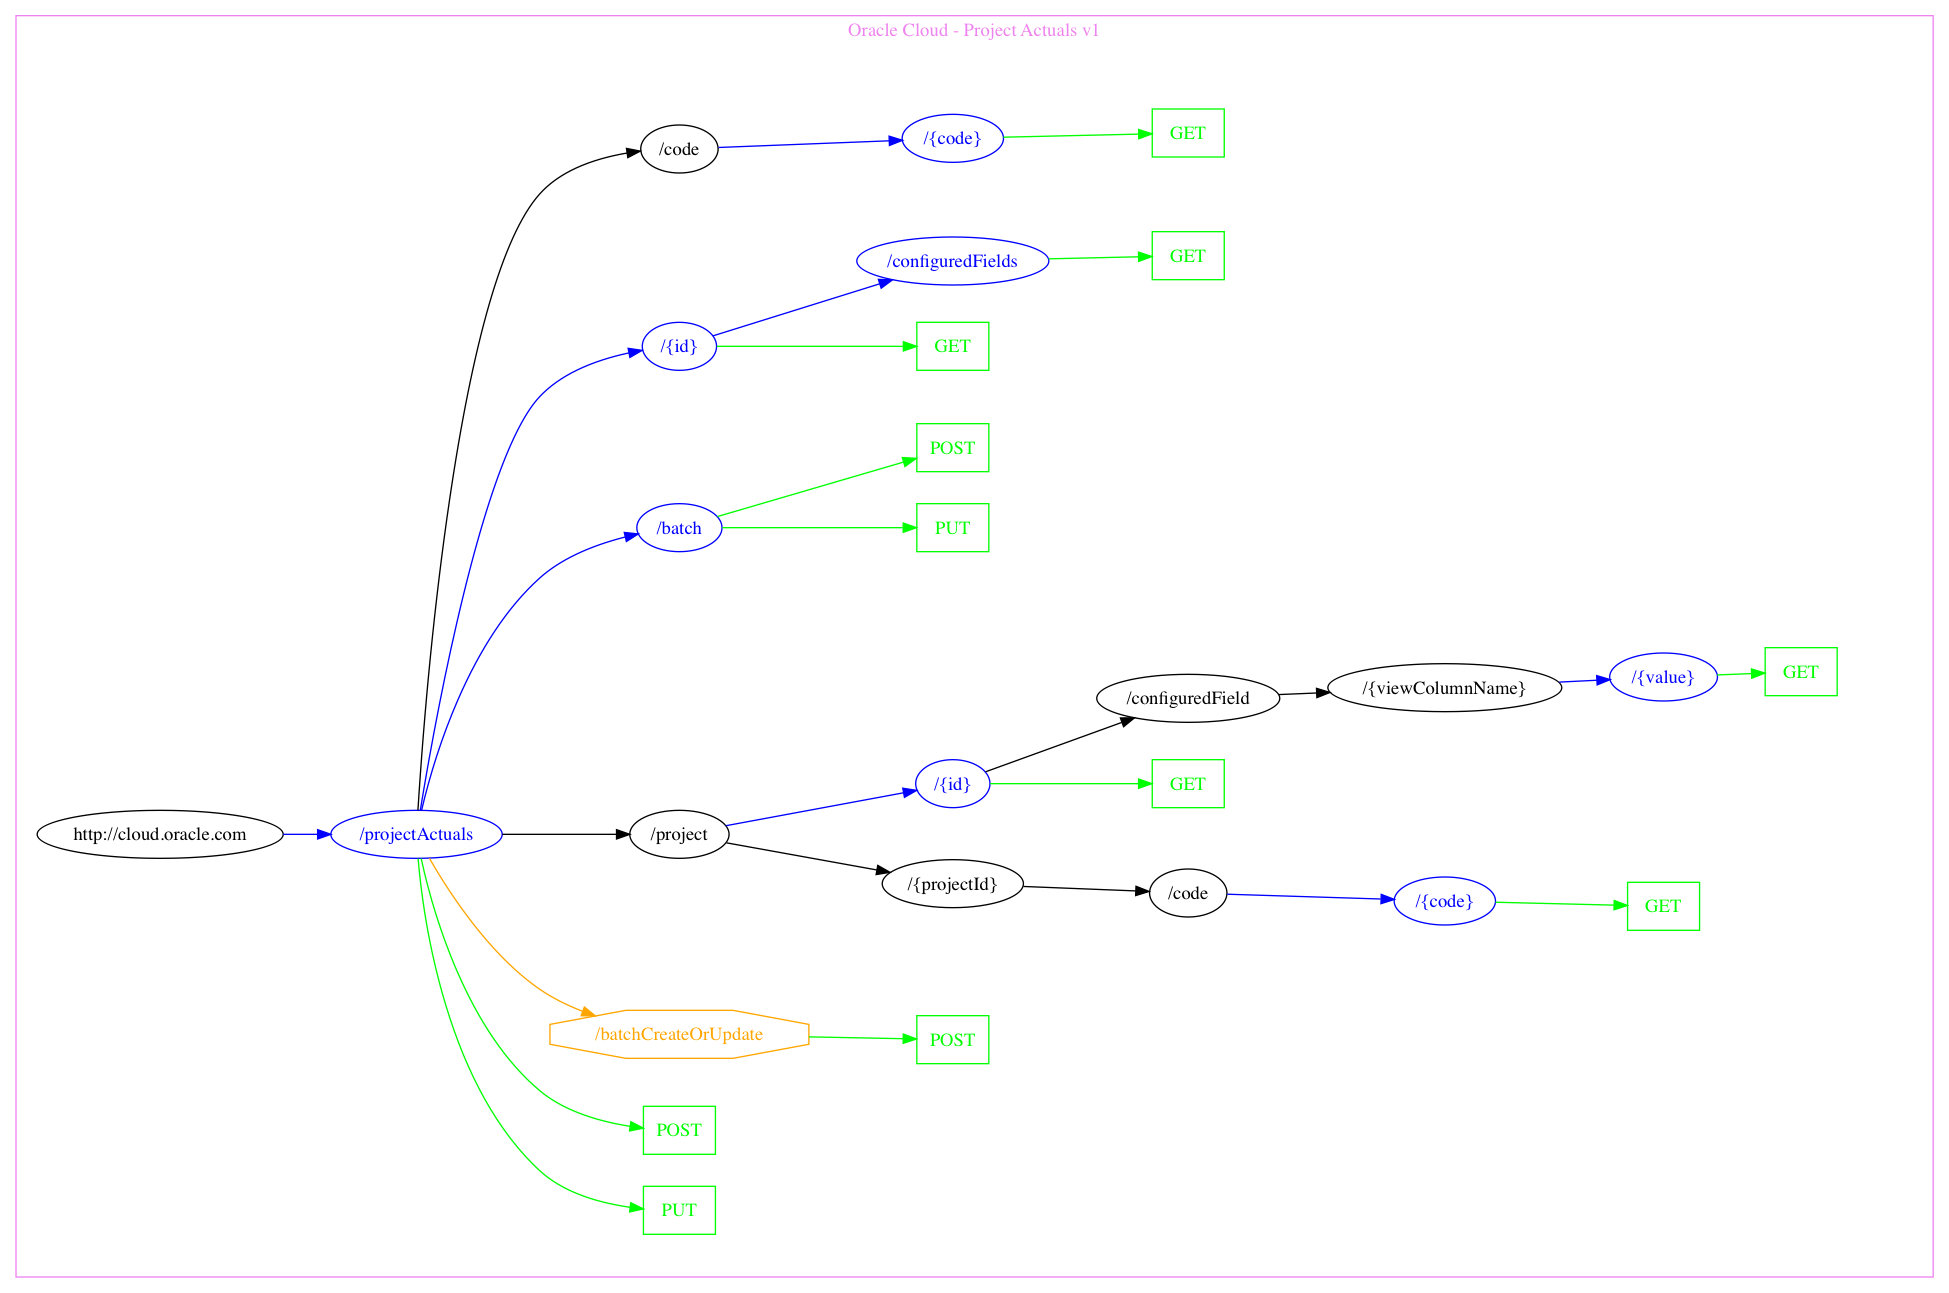 Oracle Cloud - Project Actuals v1
/code
/{code}
GET
/configuredFields
GET
/{id}
GET
POST
/batch
PUT
/configuredField
/{viewColumnName}
/{value}
GET
/{id}
GET
http://cloud.oracle.com
/projectActuals
/project
/{projectId}
/code
/{code}
GET
/batchCreateOrUpdate
POST
POST
PUT